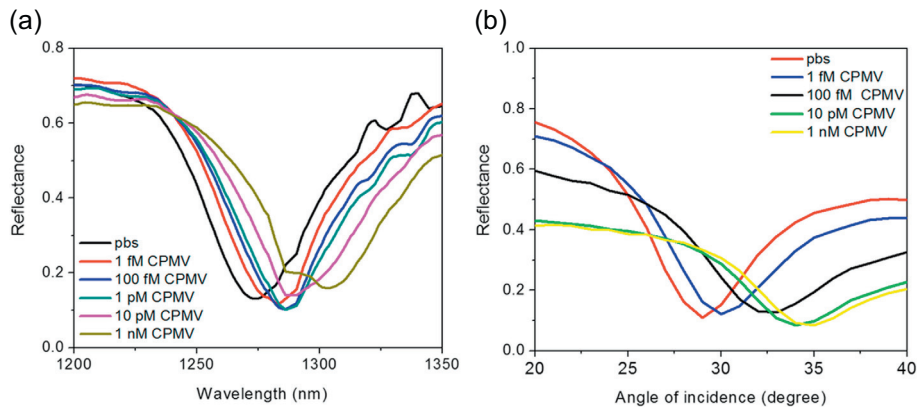 (a)
0.8
0.6
0.4
0.2
0.0
Reflectance
pbs
1 fM CPMV
100 fM CPMV
1 pM CPMV
10 pM CPMV
1 nM CPMV
1200
1250
1300
1350
Wavelength (nm)
(b)
1.0
0.8
0.6
0.4
0.2
0.0
Reflectance
pbs
1 fM CPMV
100 fM CPMV
10 pM CPMV
1 nM CPMV
20
25
30
35
40
Angle of incidence (degree)